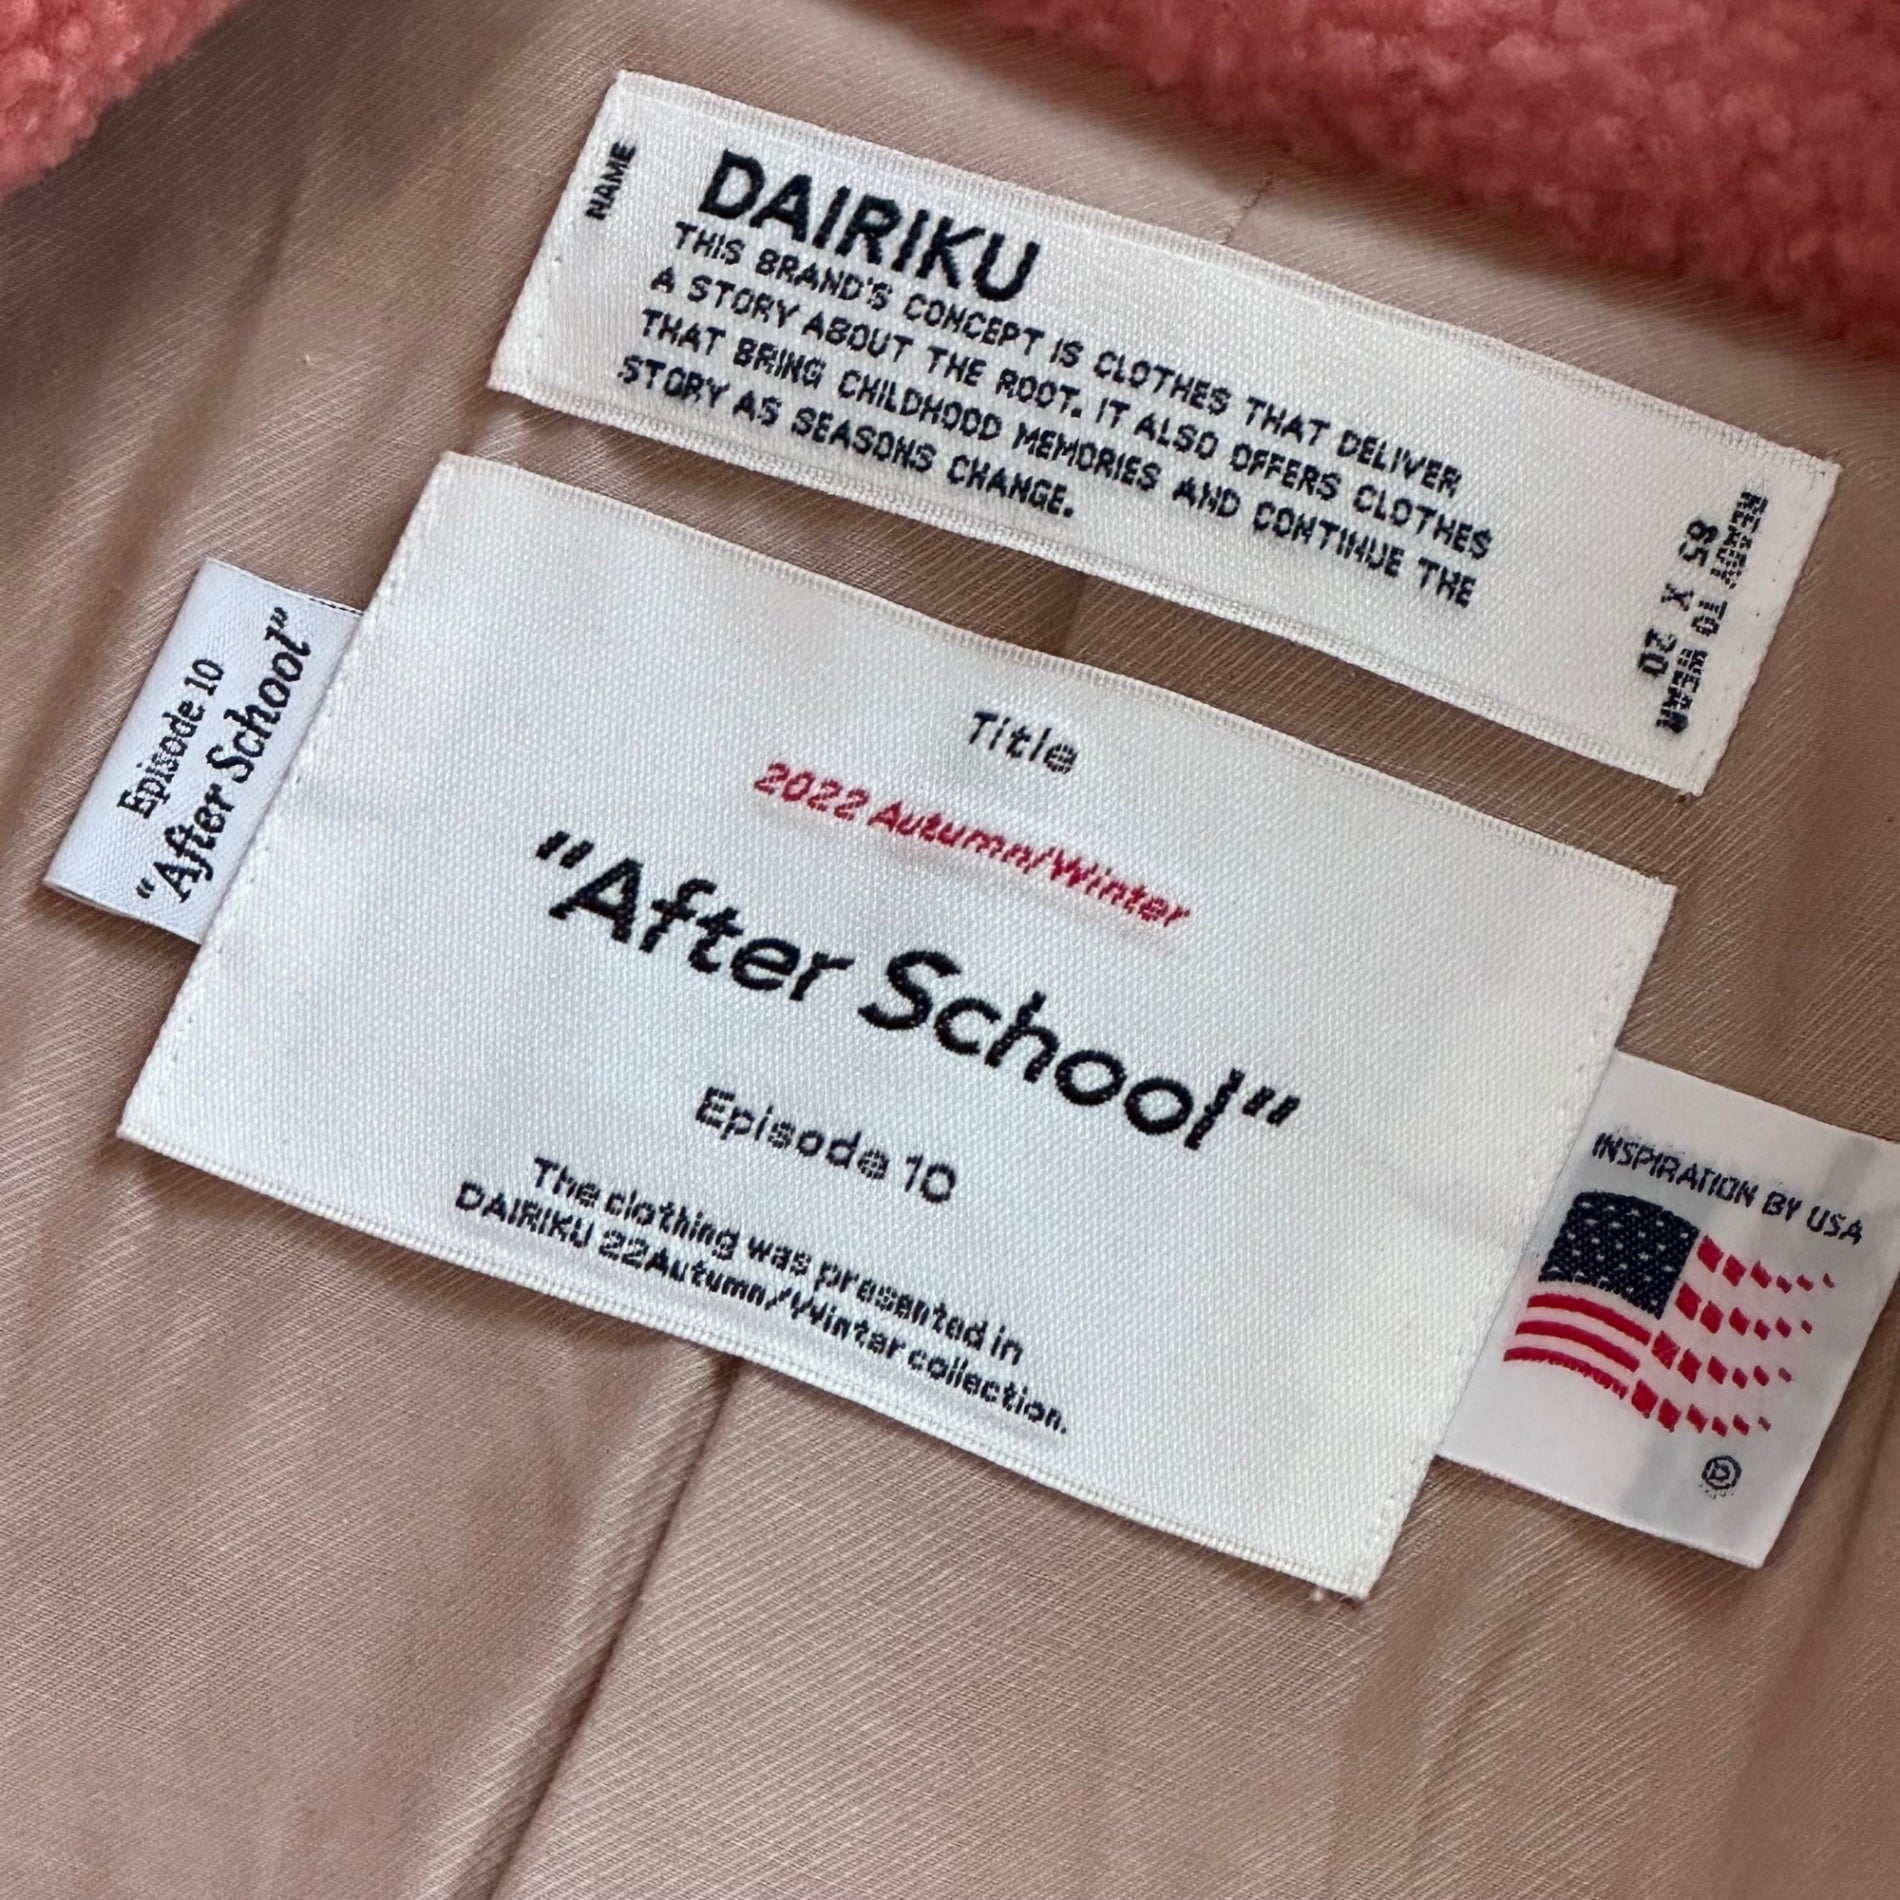 NAME
DAIRIKU
THIS BRAND'S CONCEPT IS CLOTHES THAT DELIVER
A STORY ABOUT THE ROOT. IT ALSO OFFERS CLOTHES
THAT BRING CHILDHOOD MEMORIES AND CONTINUE THE
STORY AS SEASONS CHANGE.
READY TO WEAR
85 X 20
Episode 10
"After School"
Title
2022 Autumn/Winter
"After School"
Episode 10
The clothing was presented in
DAIRIKU 22Autumn/Winter collection.
INSPIRATION BY USA
D